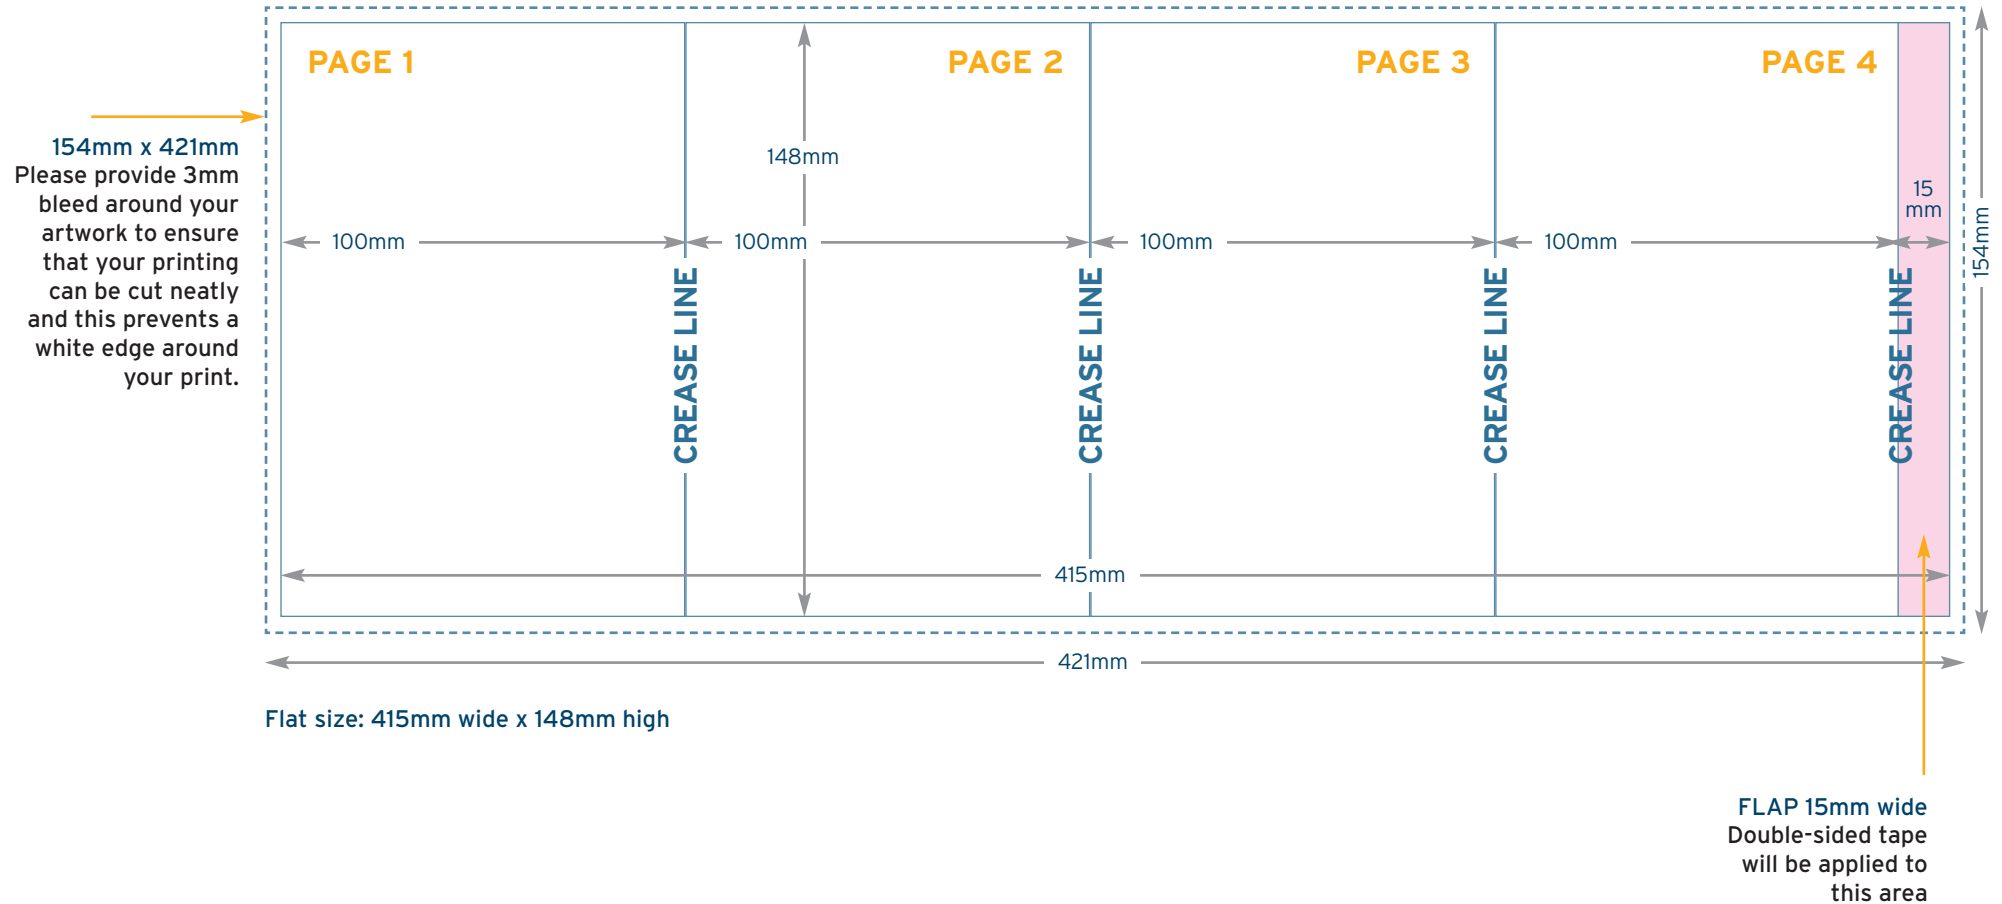 PAGE 1
PAGE 2
PAGE 3
PAGE 4
154mm x 421mm
Please provide 3mm
bleed around your
artwork to ensure
that your printing
can be cut neatly
and this prevents a
white edge around
your print.
148mm
15
mm
100mm
100mm
100mm
100mm
154mm
CREASE LINE
CREASE LINE
CREASE LINE
CREASE LINE
415mm
421mm
Flat size: 415mm wide x 148mm high
FLAP 15mm wide
Double-sided tape
will be applied to
this area